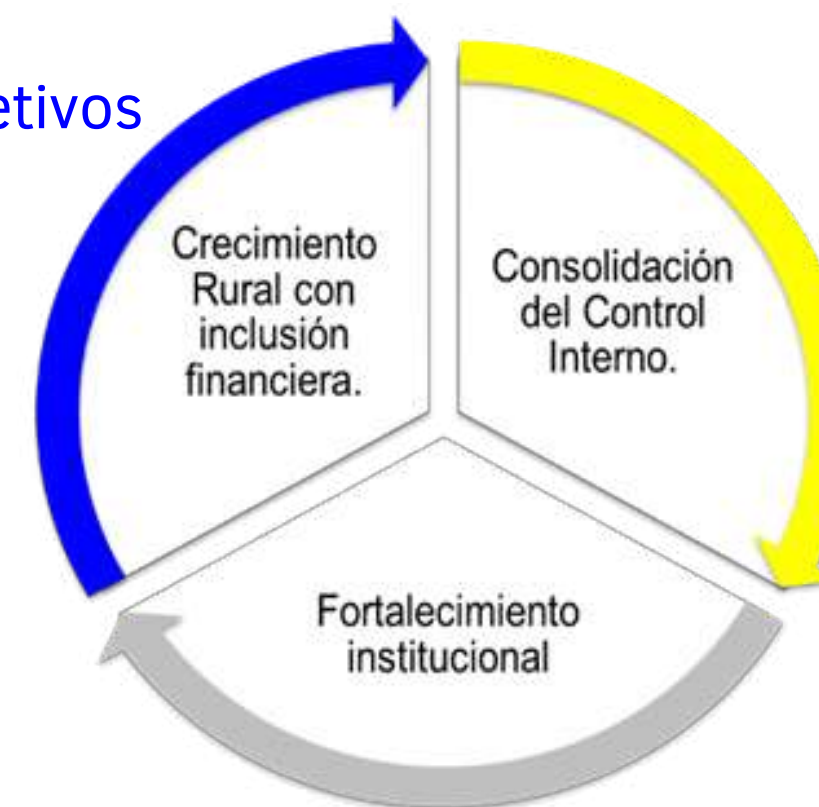 etivos
Crecimiento
Rural con
inclusión
financiera.
Consolidación
del Control
Interno.
Fortalecimiento
institucional